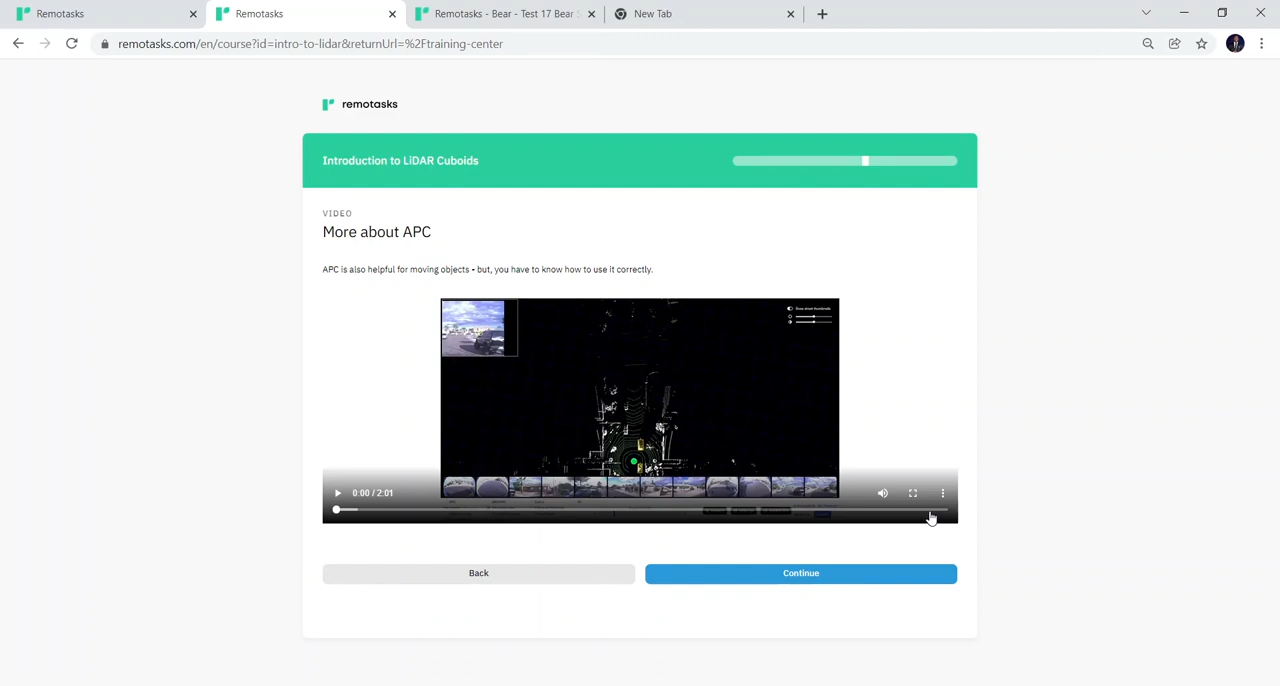 Remotasks
Remotasks
Remotasks - Bear - Test 17 Bear
New Tab
remotasks.com/en/course?id=intro-to-lidar&returnUrl=%2Ftraining-center
remotasks
Introduction to LiDAR Cuboids
VIDEO
More about APC
APC is also helpful for moving objects - but, you have to know how to use it correctly.
0:00 / 2:01
Back
Continue